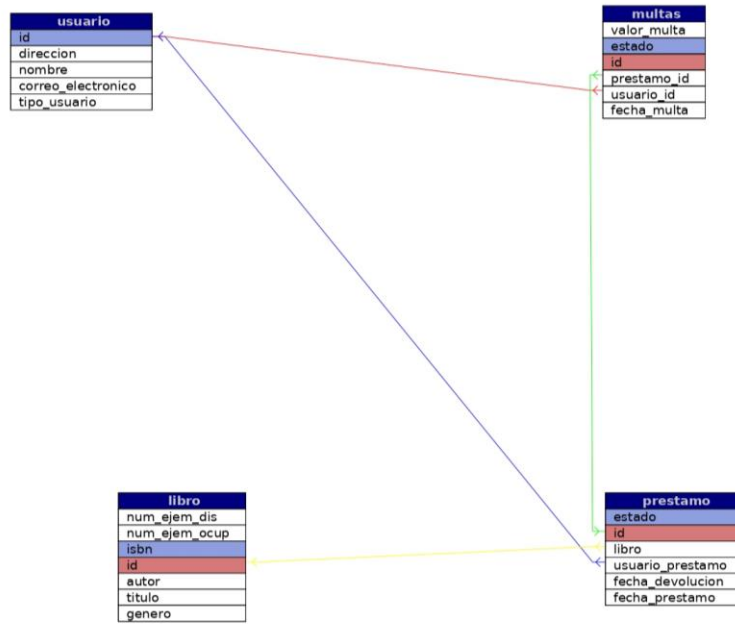 usuario
id
direccion
nombre
correo_electronico
tipo_usuario
multas
valor_multa
estado
id
prestamo_id
usuario_id
fecha_multa
libro
num_ejem_dis
num_ejem_ocup
isbn
id
autor
titulo
genero
prestamo
estado
id
libro
usuario_prestamo
fecha_devolucion
fecha_prestamo